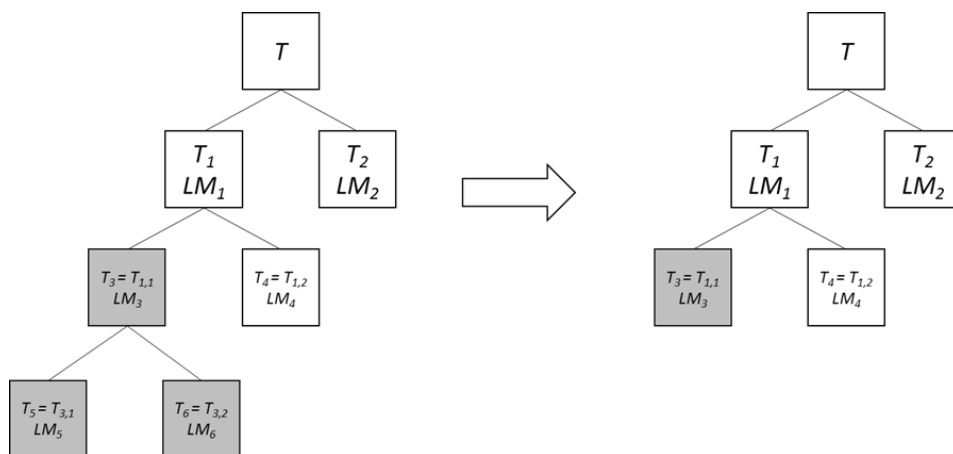 T
T₁
LM₁
T₂
LM₂
T₃ = T₁,₁
LM₃
T₄ = T₁,₂
LM₄
T₅ = T₃,₁
LM₅
T₆ = T₃,₂
LM₆
T
T₁
LM₁
T₂
LM₂
T₃ = T₁,₁
LM₃
T₄ = T₁,₂
LM₄